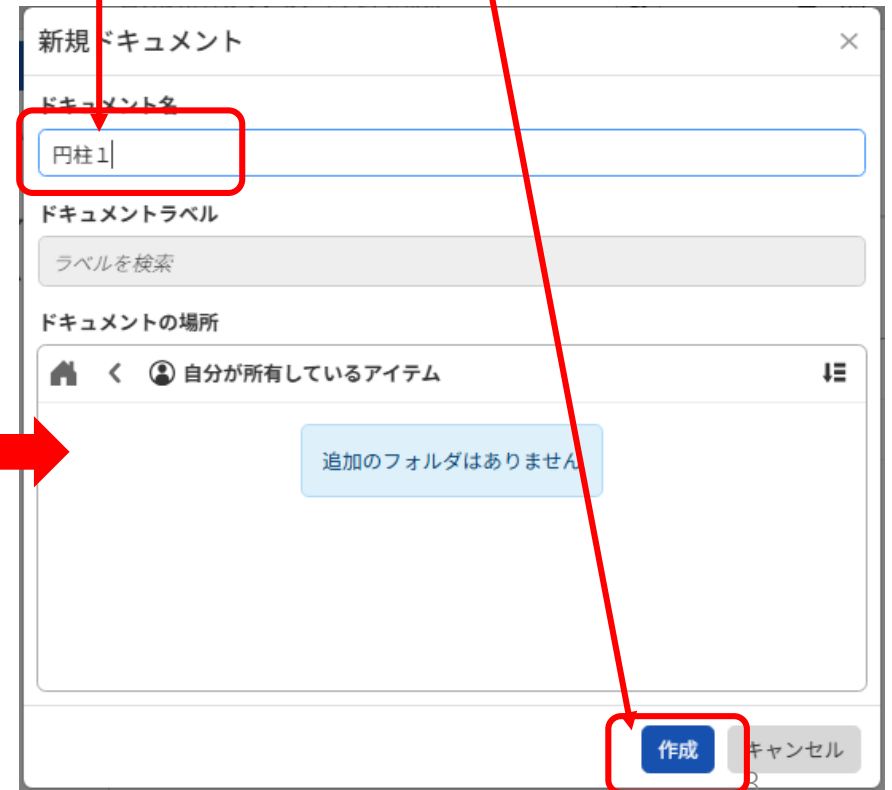 新規ドキュメント
ドキュメント名
円柱１
ドキュメントラベル
ラベルを検索
ドキュメントの場所
自分が所有しているアイテム
追加のフォルダはありません
作成
キャンセル